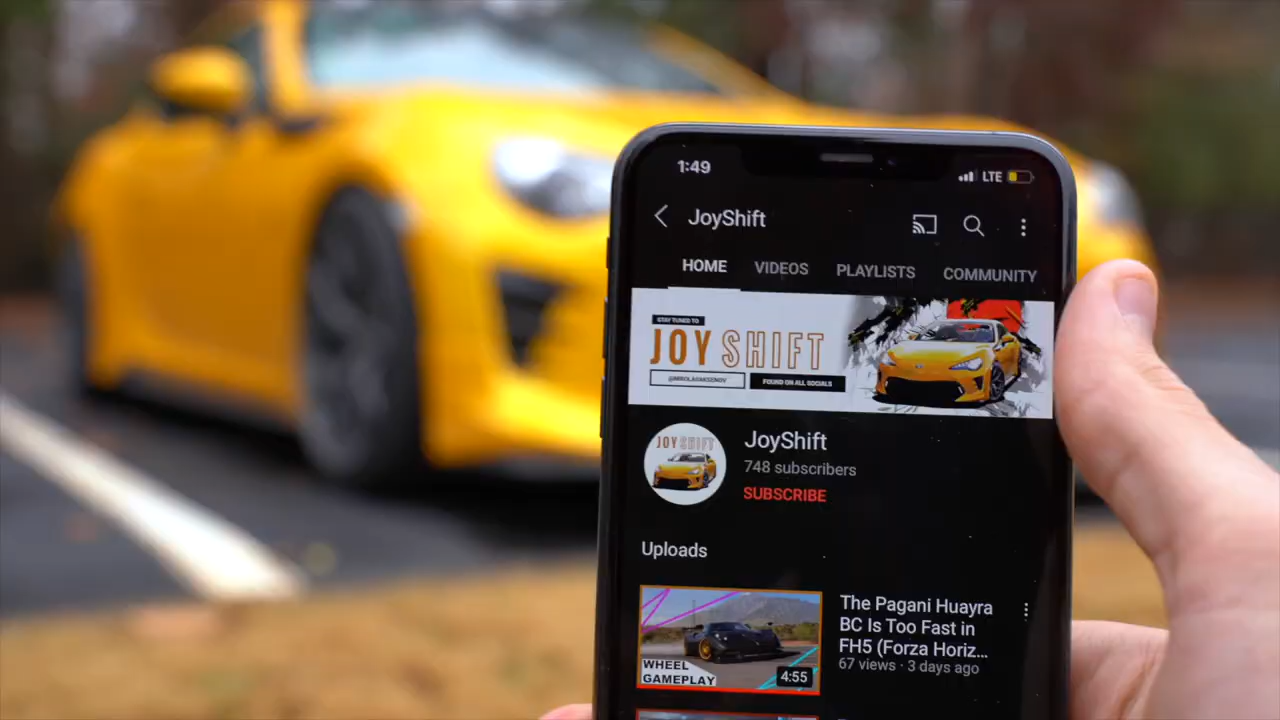 1:49
LTE
JoyShift
HOME VIDEOS PLAYLISTS COMMUNITY
STAY TUNED TO
JOY SHIFT
FOUND ON ALL SOCIALS
JOY SHIFT
JoyShift
748 subscribers
SUBSCRIBE
Uploads
WHEEL
GAMEPLAY
4:55
The Pagani Huayra
BC Is Too Fast in
FH5 (Forza Horiz...
67 views · 3 days ago